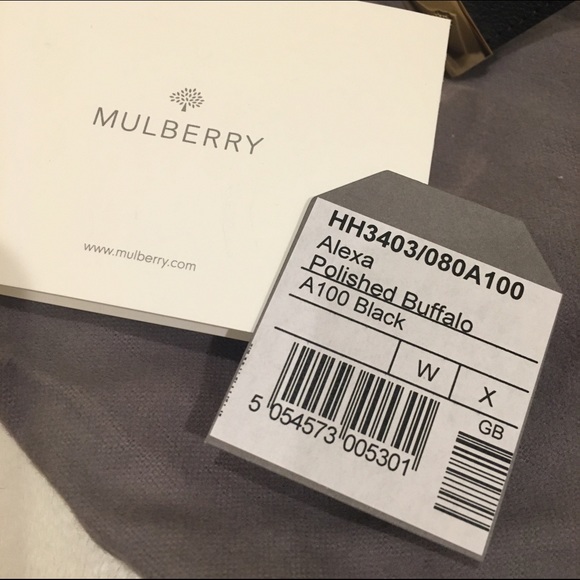 MULBERRY
www.mulberry.com
HH3403/080A100
Alexa
Polished Buffalo
A100 Black
W X
GB
5 054573 005301